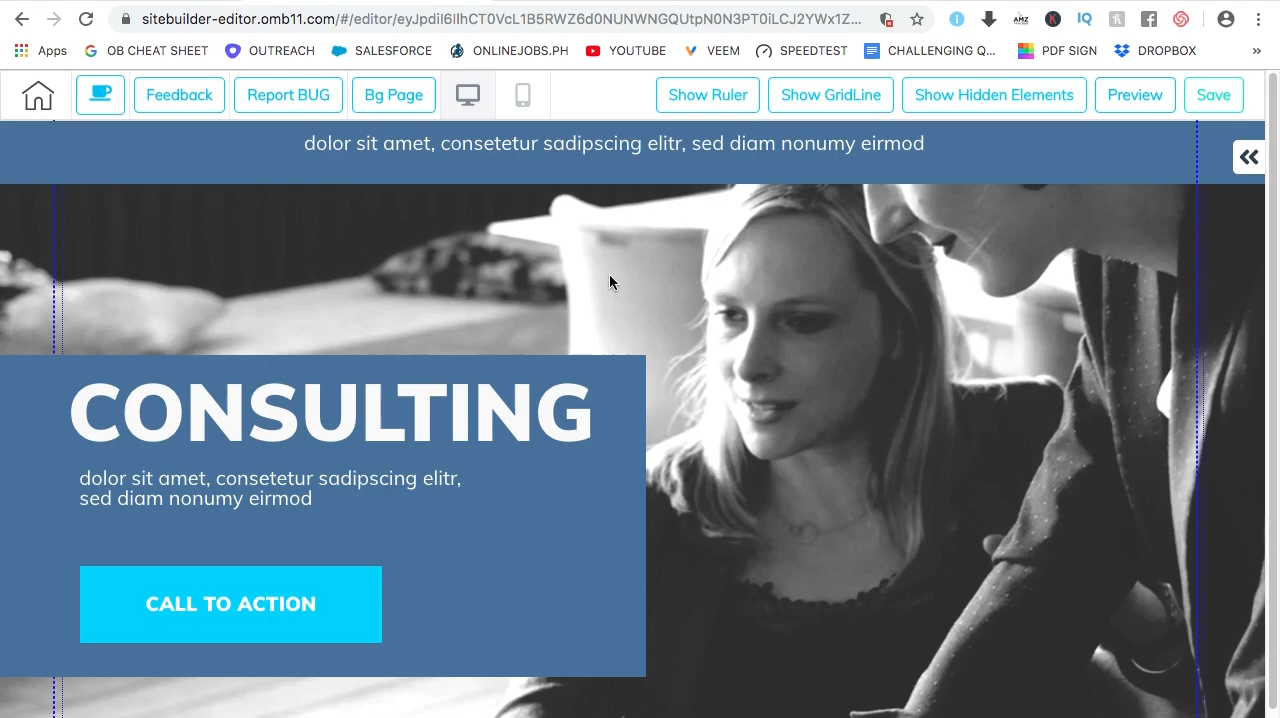 sitebuilder-editor.omb11.com/#/editor/eyJpdiI6IlhCT0VcL1B5RWZ6d0NUNWNGQUtpN0N3PT0iLCJ2YWx1Z...
Apps OB CHEAT SHEET OUTREACH SALESFORCE ONLINEJOBS.PH YOUTUBE VEEM SPEEDTEST CHALLENGING Q... PDF SIGN DROPBOX »
Feedback Report BUG Bg Page Show Ruler Show GridLine Show Hidden Elements Preview Save
dolor sit amet, consetetur sadipscing elitr, sed diam nonumy eirmod
CONSULTING
dolor sit amet, consetetur sadipscing elitr,
sed diam nonumy eirmod
CALL TO ACTION